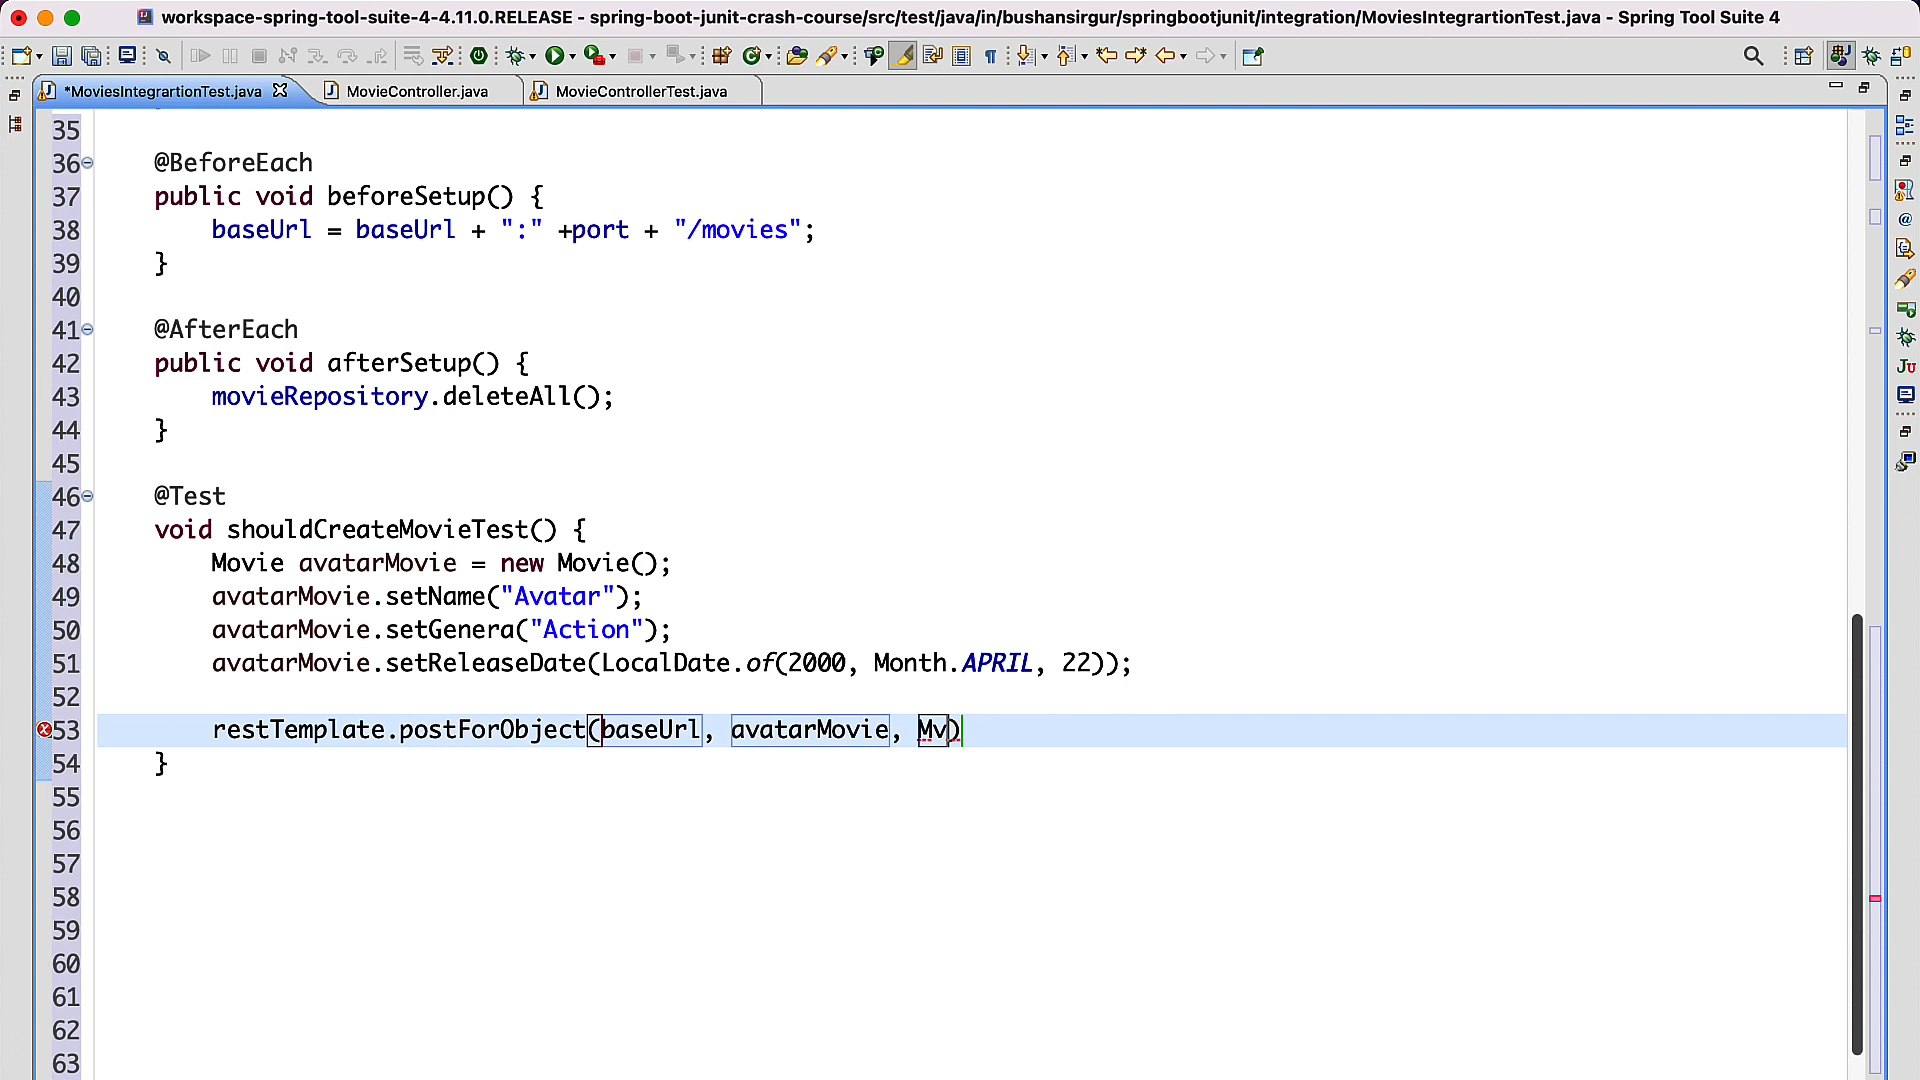 workspace-spring-tool-suite-4-4.11.0.RELEASE - spring-boot-junit-crash-course/src/test/java/in/bushansirgur/springbootjunit/integration/MoviesIntegrartionTest.java - Spring Tool Suite 4
*MoviesIntegrartionTest.java MovieController.java MovieControllerTest.java
35
36 @BeforeEach
37 public void beforeSetup() {
38 baseUrl = baseUrl + ":" +port + "/movies";
39 }
40
41 @AfterEach
42 public void afterSetup() {
43 movieRepository.deleteAll();
44 }
45
46 @Test
47 void shouldCreateMovieTest() {
48 Movie avatarMovie = new Movie();
49 avatarMovie.setName("Avatar");
50 avatarMovie.setGenera("Action");
51 avatarMovie.setReleaseDate(LocalDate.of(2000, Month.APRIL, 22));
52
53 restTemplate.postForObject(baseUrl, avatarMovie, Mv)
54 }
55
56
57
58
59
60
61
62
63